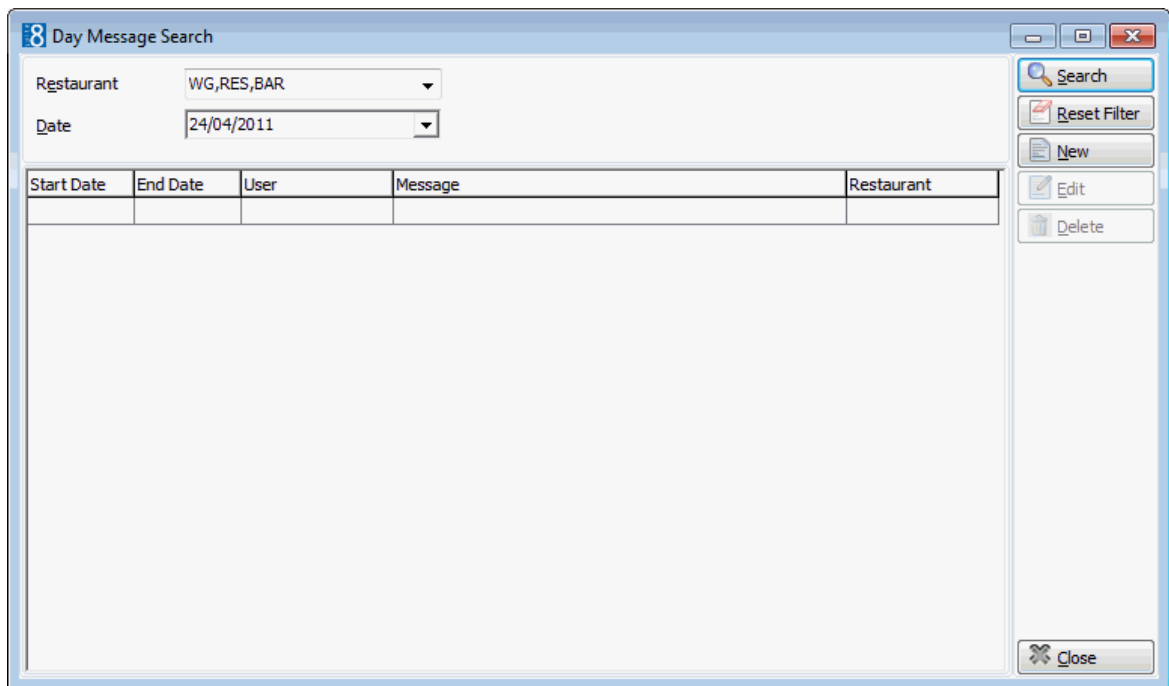 8 Day Message Search
Restaurant WG,RES,BAR
Date 24/04/2011
Search
Reset Filter
New
Edit
Delete
Start Date End Date User Message Restaurant
Close